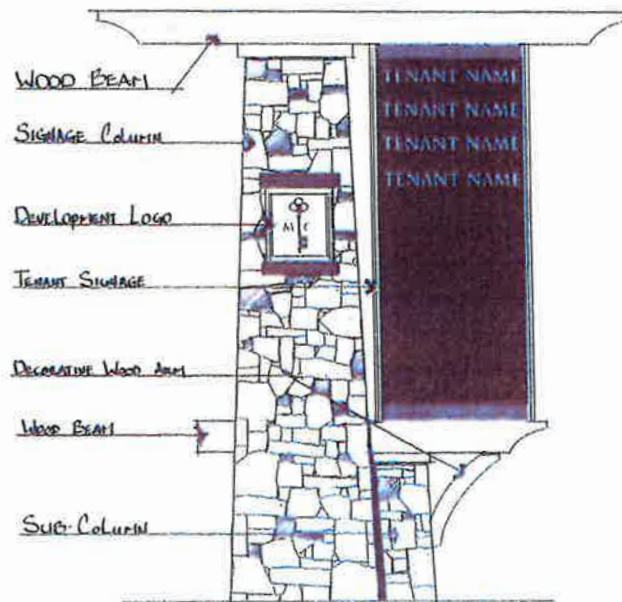 WOOD BEAM
SIGNAGE COLUMN
DEVELOPMENT LOGO
TENANT SIGNAGE
DECORATIVE WOOD ARM
WOOD BEAM
SUB-COLUMN
M C
TENANT NAME
TENANT NAME
TENANT NAME
TENANT NAME